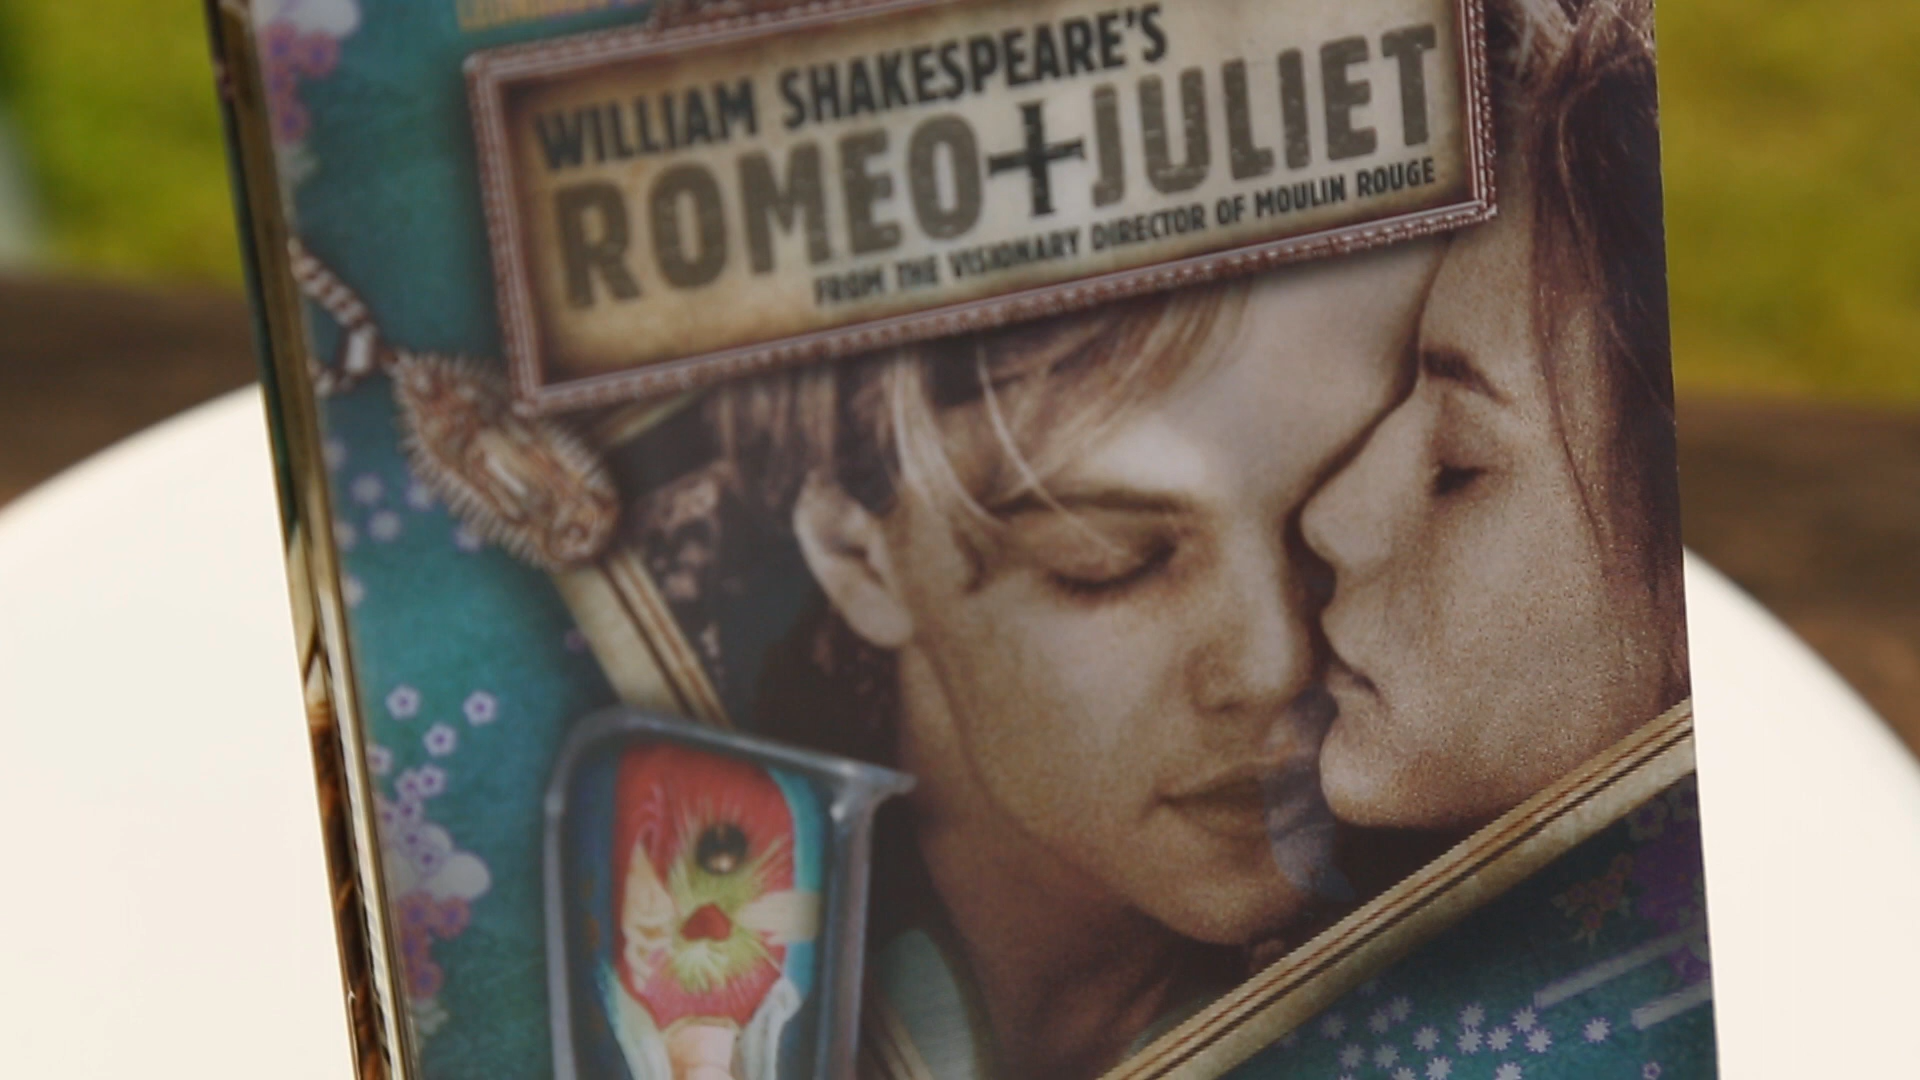 WILLIAM SHAKESPEARE'S
ROMEO+JULIET
FROM THE VISIONARY DIRECTOR OF MOULIN ROUGE